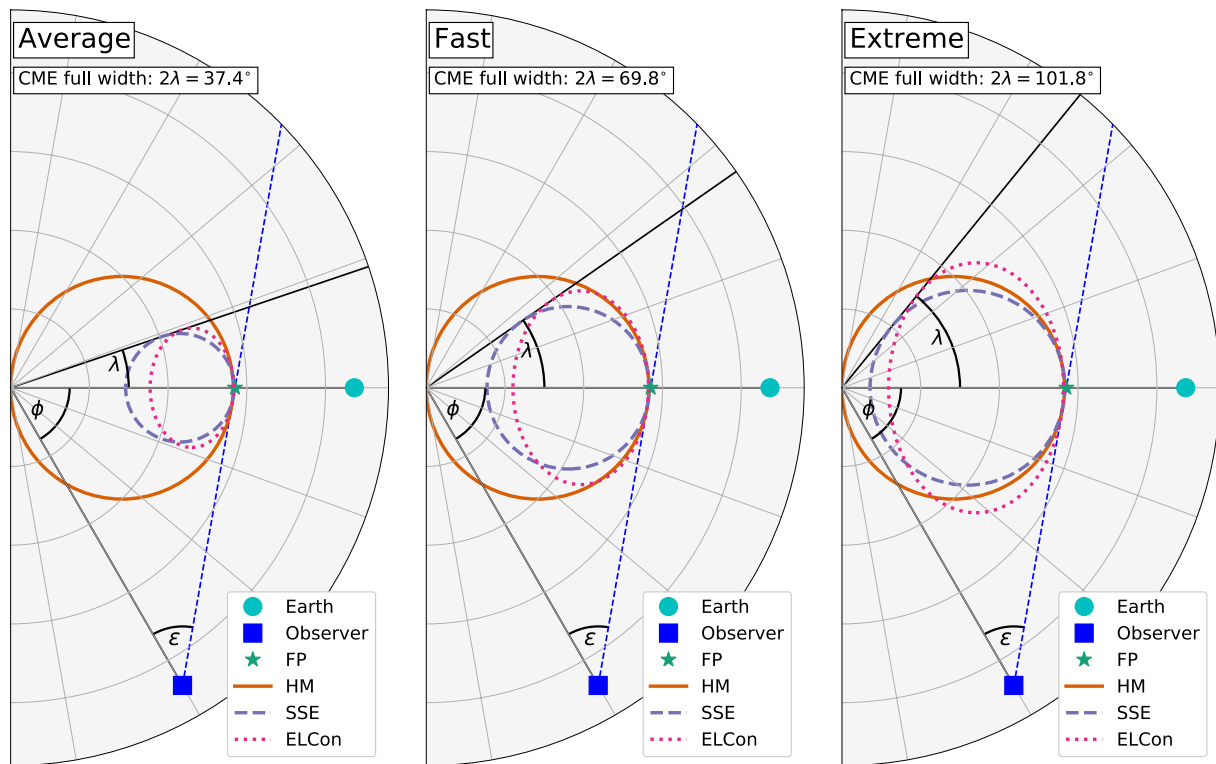 Average
CME full width: 2λ = 37.4°
λ
ϕ
ε
Earth
Observer
FP
HM
SSE
ELCon
Fast
CME full width: 2λ = 69.8°
λ
ϕ
ε
Earth
Observer
FP
HM
SSE
ELCon
Extreme
CME full width: 2λ = 101.8°
λ
ϕ
ε
Earth
Observer
FP
HM
SSE
ELCon